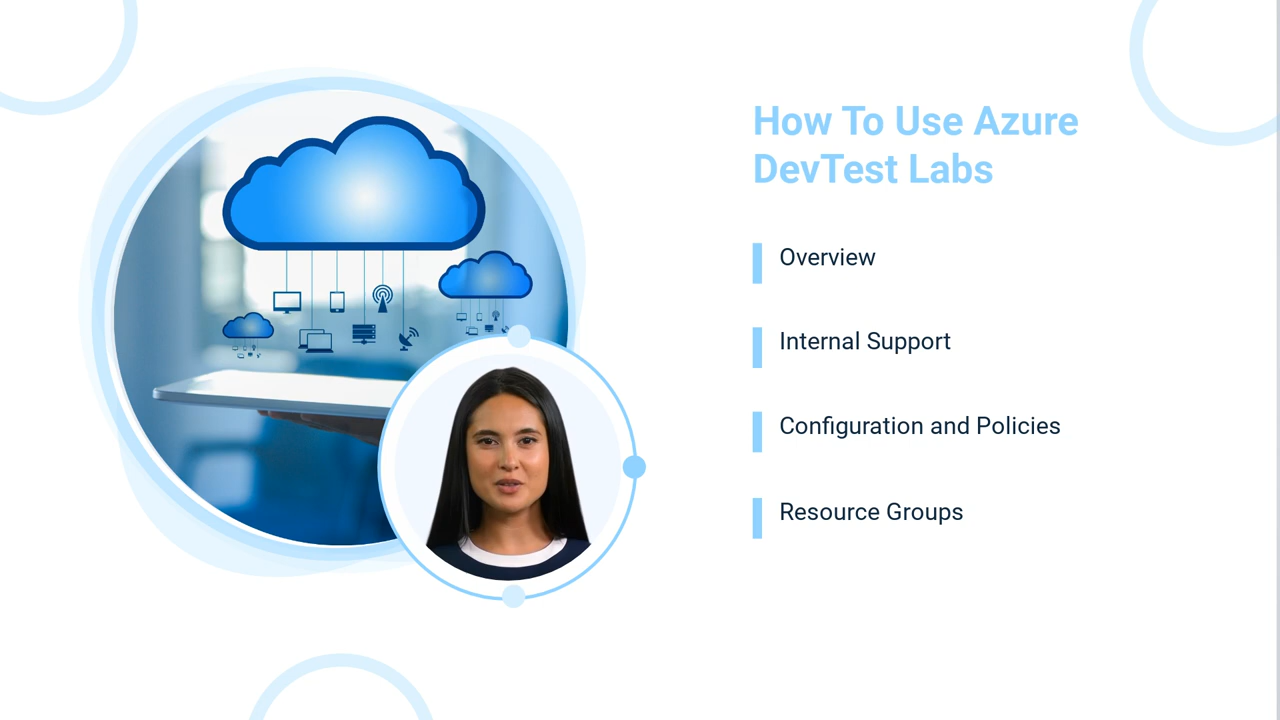 How To Use Azure
DevTest Labs
Overview
Internal Support
Configuration and Policies
Resource Groups